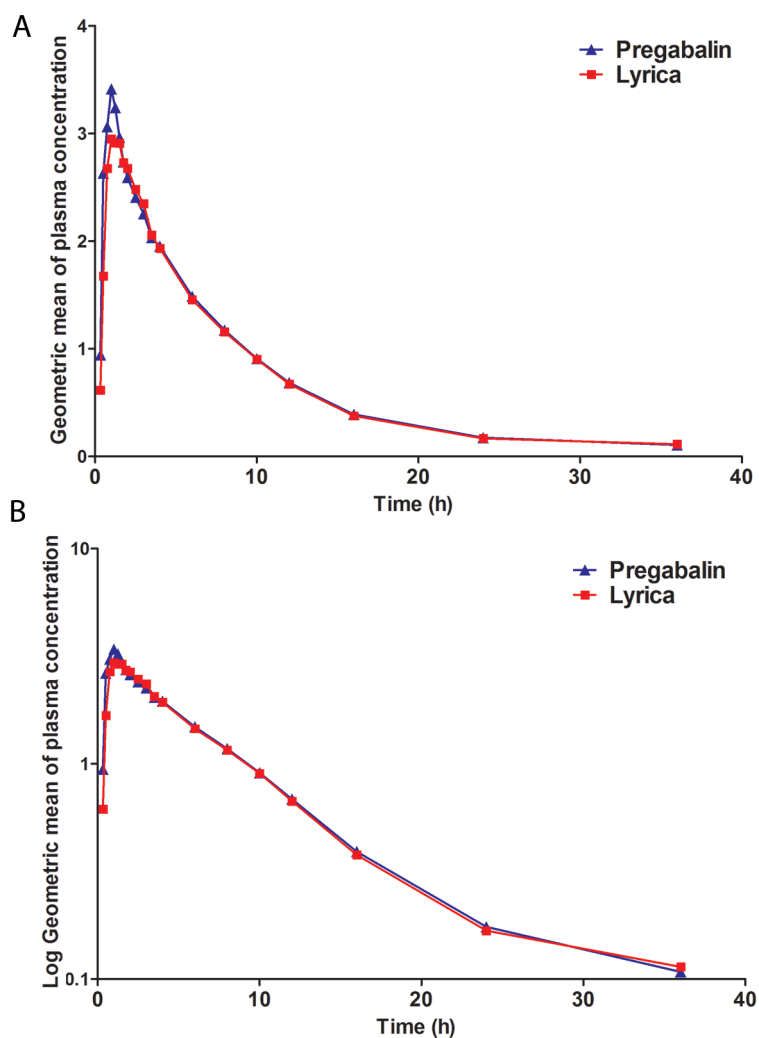 A
Geometric mean of plasma concentration
4
3
2
1
0
Pregabalin
Lyrica
0 10 20 30 40
Time (h)
B
Log Geometric mean of plasma concentration
10
1
0.1
Pregabalin
Lyrica
0 10 20 30 40
Time (h)